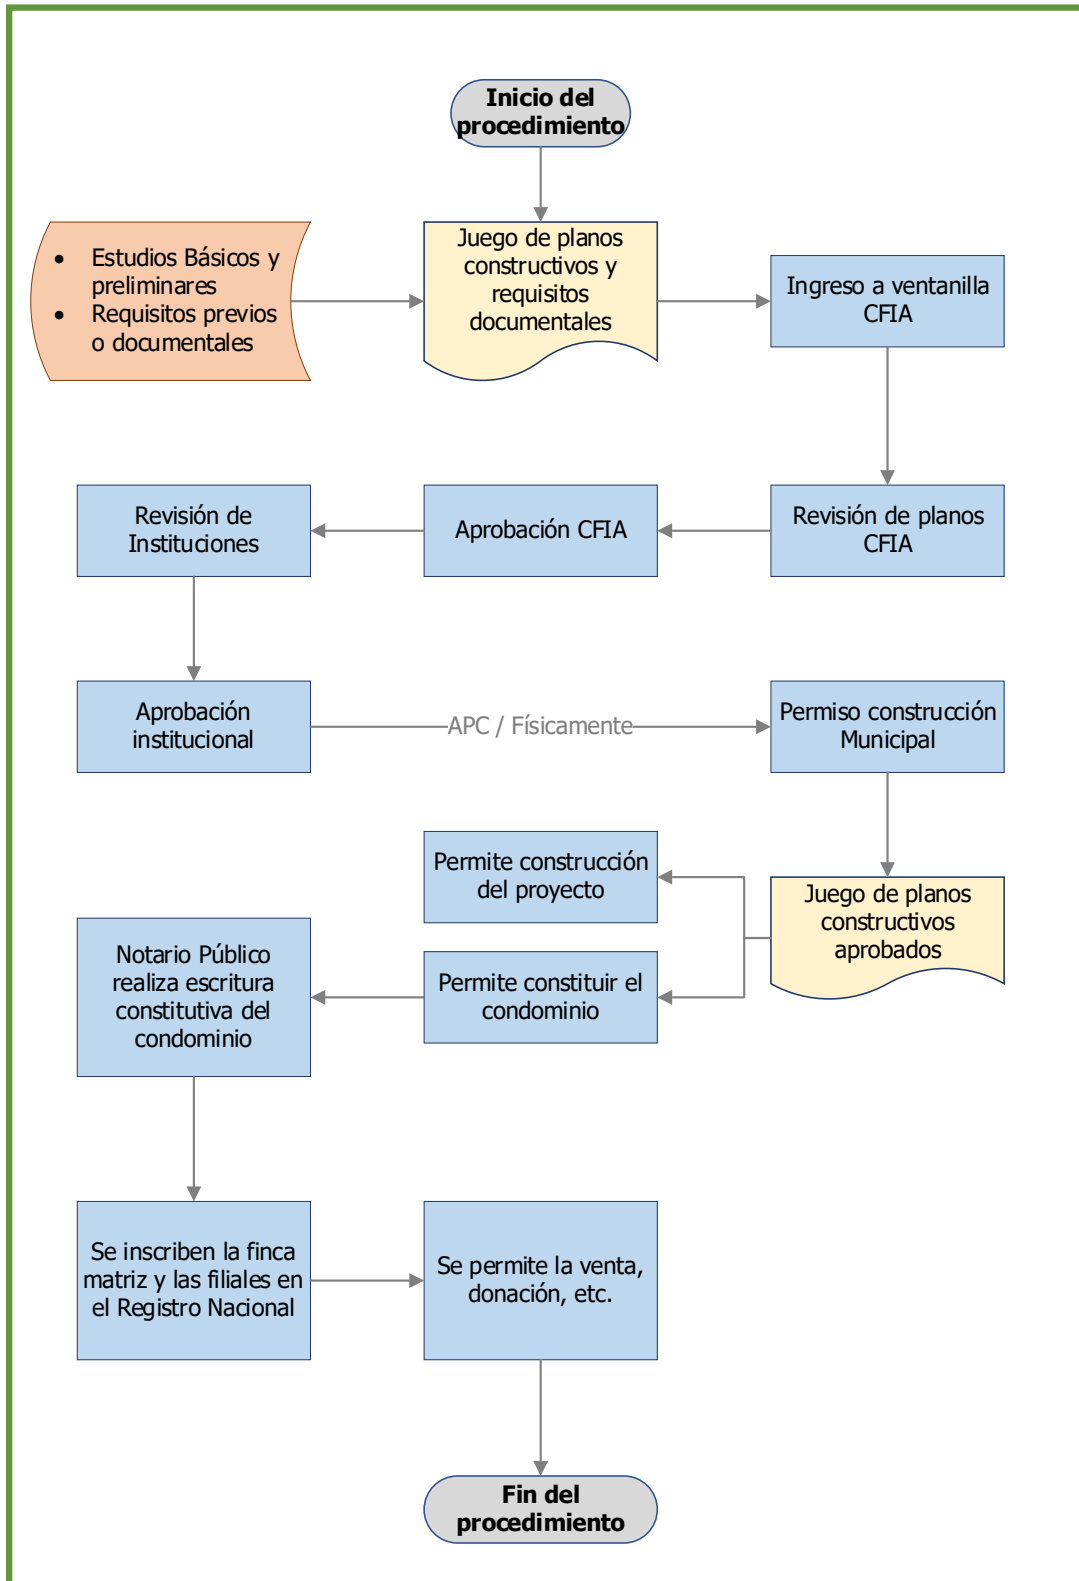 Inicio del
procedimiento
• Estudios Básicos y
preliminares
• Requisitos previos
o documentales
Juego de planos
constructivos y
requisitos
documentales
Ingreso a ventanilla
CFIA
Revisión de planos
CFIA
Aprobación CFIA
Revisión de
Instituciones
Aprobación
institucional
APC / Físicamente
Permiso construcción
Municipal
Juego de planos
constructivos
aprobados
Permite construcción
del proyecto
Permite constituir el
condominio
Notario Público
realiza escritura
constitutiva del
condominio
Se inscriben la finca
matriz y las filiales en
el Registro Nacional
Se permite la venta,
donación, etc.
Fin del
procedimiento